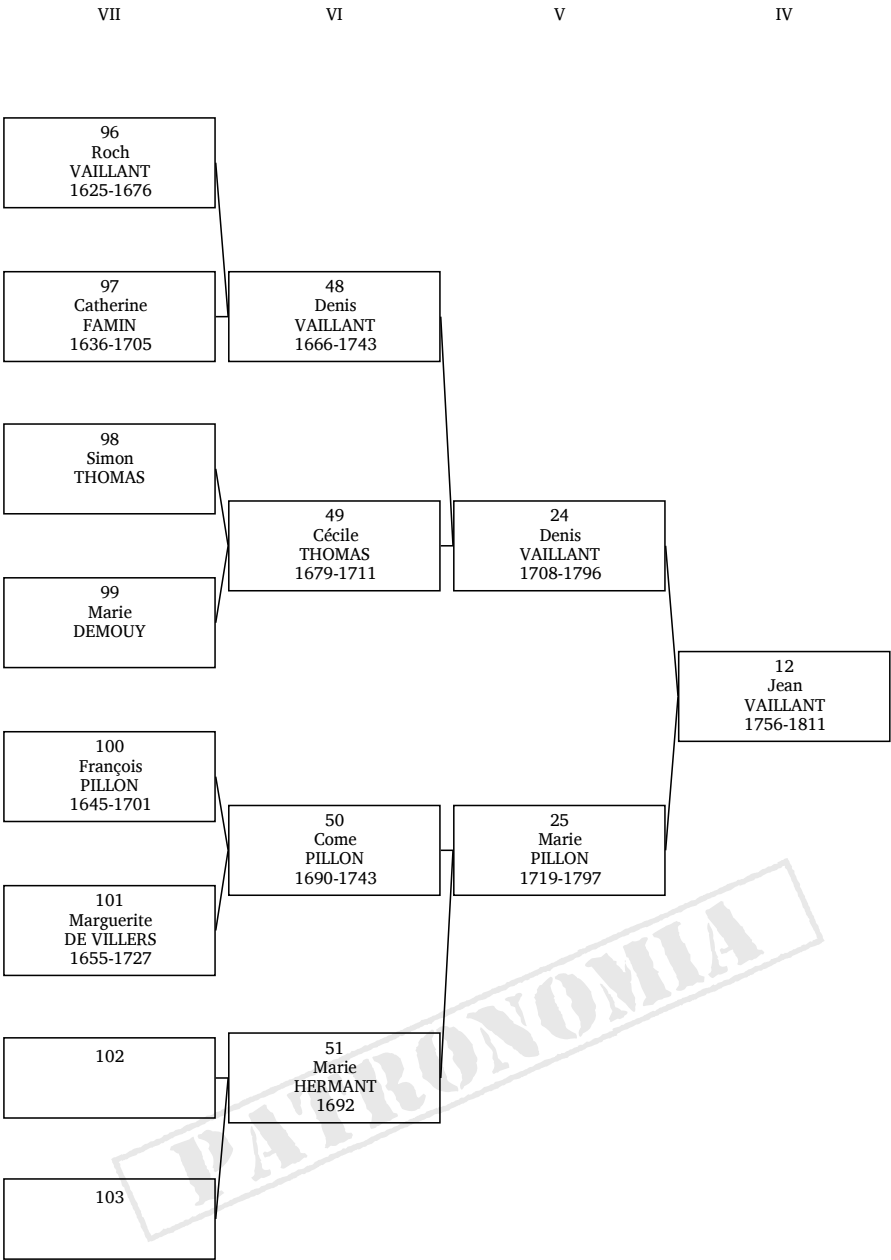 VII VI V IV
96
Roch
VAILLANT
1625-1676
97
Catherine
FAMIN
1636-1705
48
Denis
VAILLANT
1666-1743
98
Simon
THOMAS
49
Cécile
THOMAS
1679-1711
24
Denis
VAILLANT
1708-1796
99
Marie
DEMOUY
12
Jean
VAILLANT
1756-1811
100
François
PILLON
1645-1701
50
Come
PILLON
1690-1743
25
Marie
PILLON
1719-1797
101
Marguerite
DE VILLERS
1655-1727
102
51
Marie
HERMANT
1692
103
PATRONOMIA